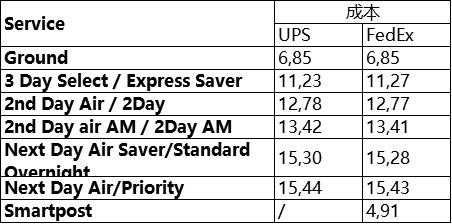 Service 成本
UPS FedEx
Ground 6,85 6,85
3 Day Select / Express Saver 11,23 11,27
2nd Day Air / 2Day 12,78 12,77
2nd Day air AM / 2Day AM 13,42 13,41
Next Day Air Saver/Standard
Overnight 15,30 15,28
Next Day Air/Priority 15,44 15,43
Smartpost / 4,91